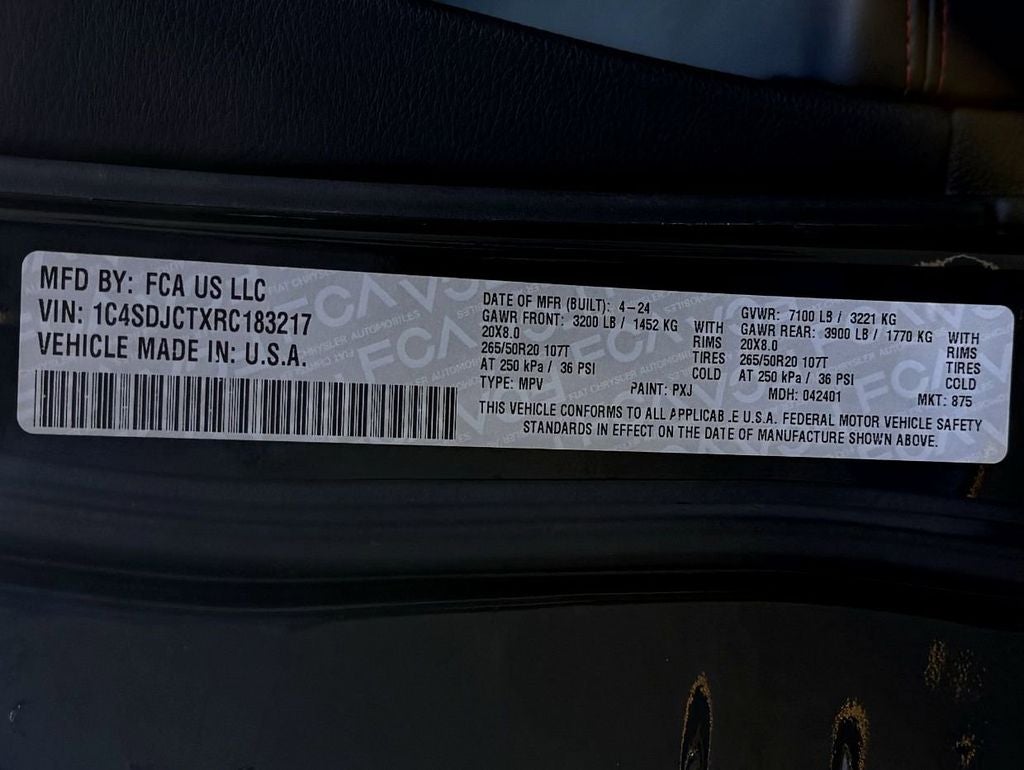 MFD BY: FCA US LLC
VIN: 1C4SDJCTXRC183217
VEHICLE MADE IN: U.S.A.
DATE OF MFR (BUILT): 4-24
GAWR FRONT: 3200 LB / 1452 KG WITH
20X8.0 RIMS
265/50R20 107T TIRES
AT 250 kPa / 36 PSI COLD
TYPE: MPV PAINT: PXJ
GVWR: 7100 LB / 3221 KG
GAWR REAR: 3900 LB / 1770 KG WITH
20X8.0 RIMS
265/50R20 107T TIRES
AT 250 kPa / 36 PSI COLD
MDH: 042401 MKT: 875
THIS VEHICLE CONFORMS TO ALL APPLICAB.E U.S.A. FEDERAL MOTOR VEHICLE SAFETY
STANDARDS IN EFFECT ON THE DATE OF MANUFACTURE SHOWN ABOVE.